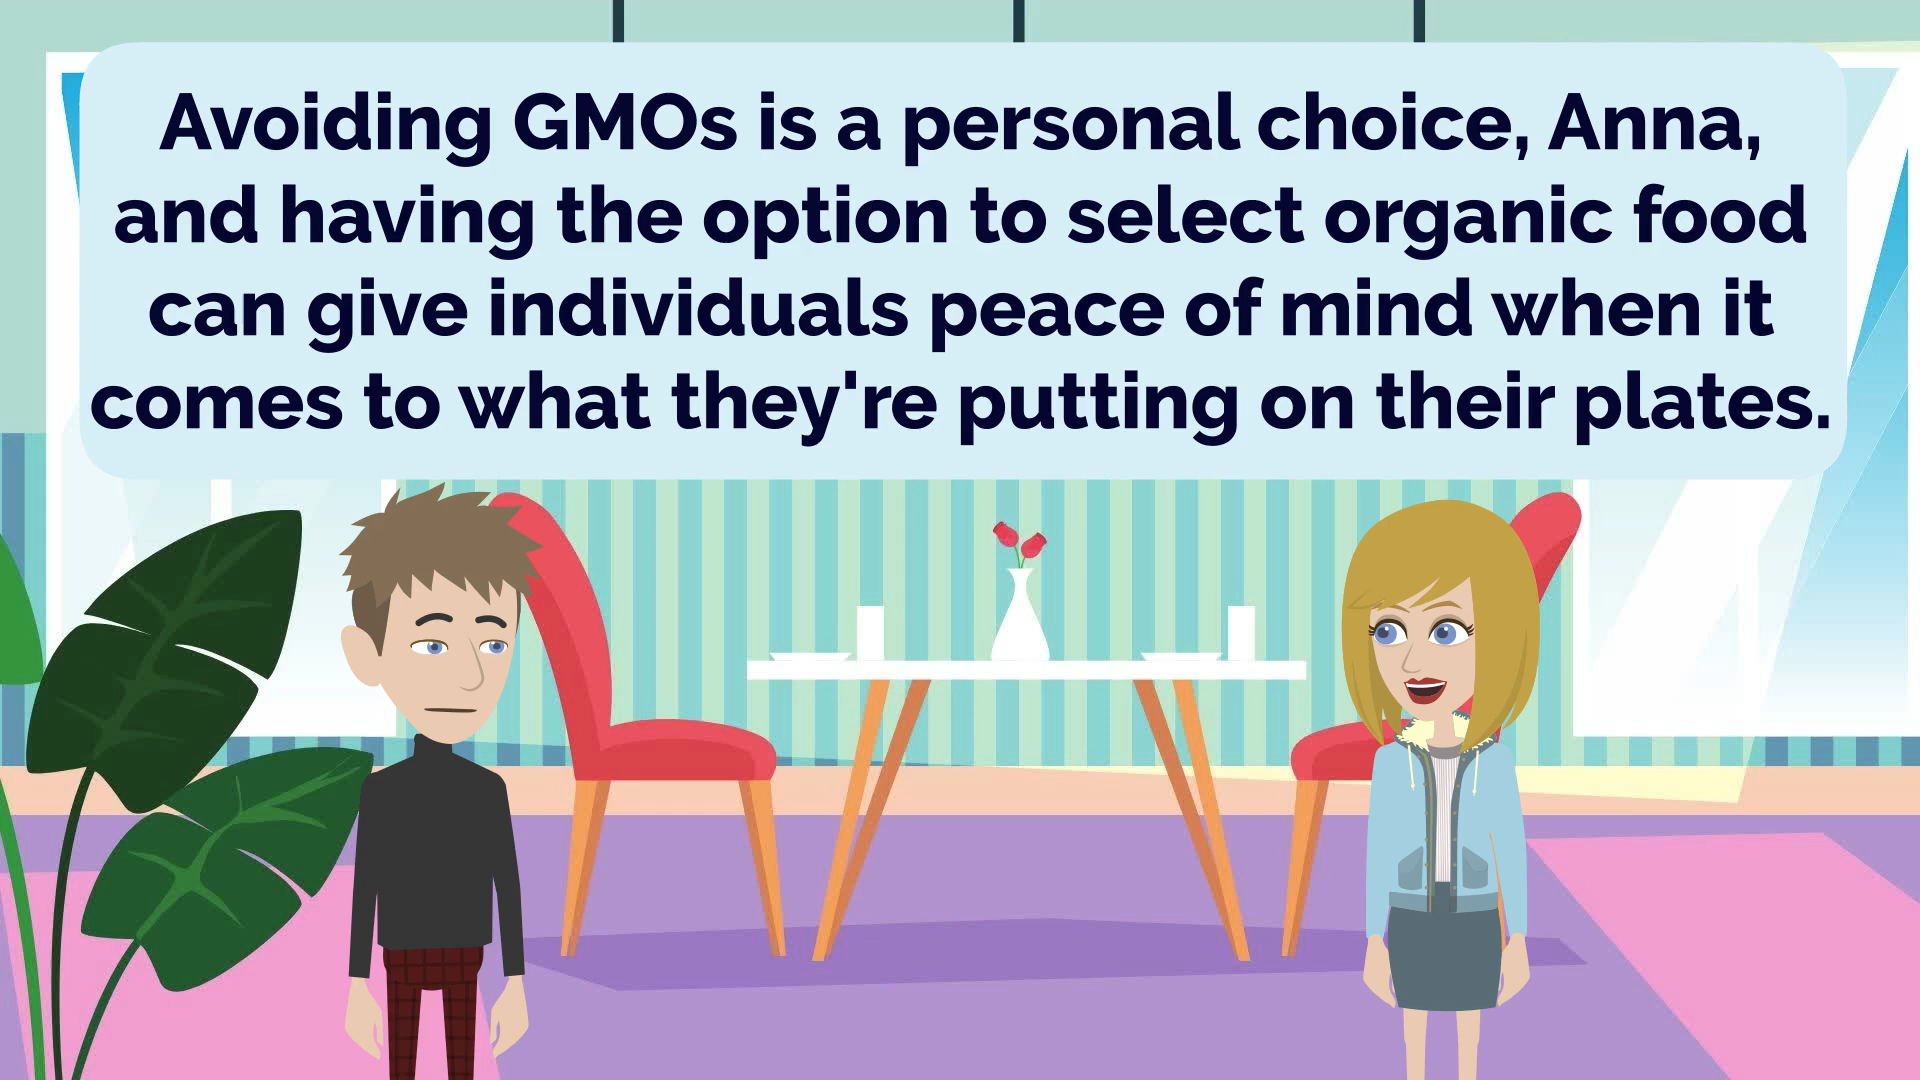 Avoiding GMOs is a personal choice, Anna,
and having the option to select organic food
can give individuals peace of mind when it
comes to what they're putting on their plates.